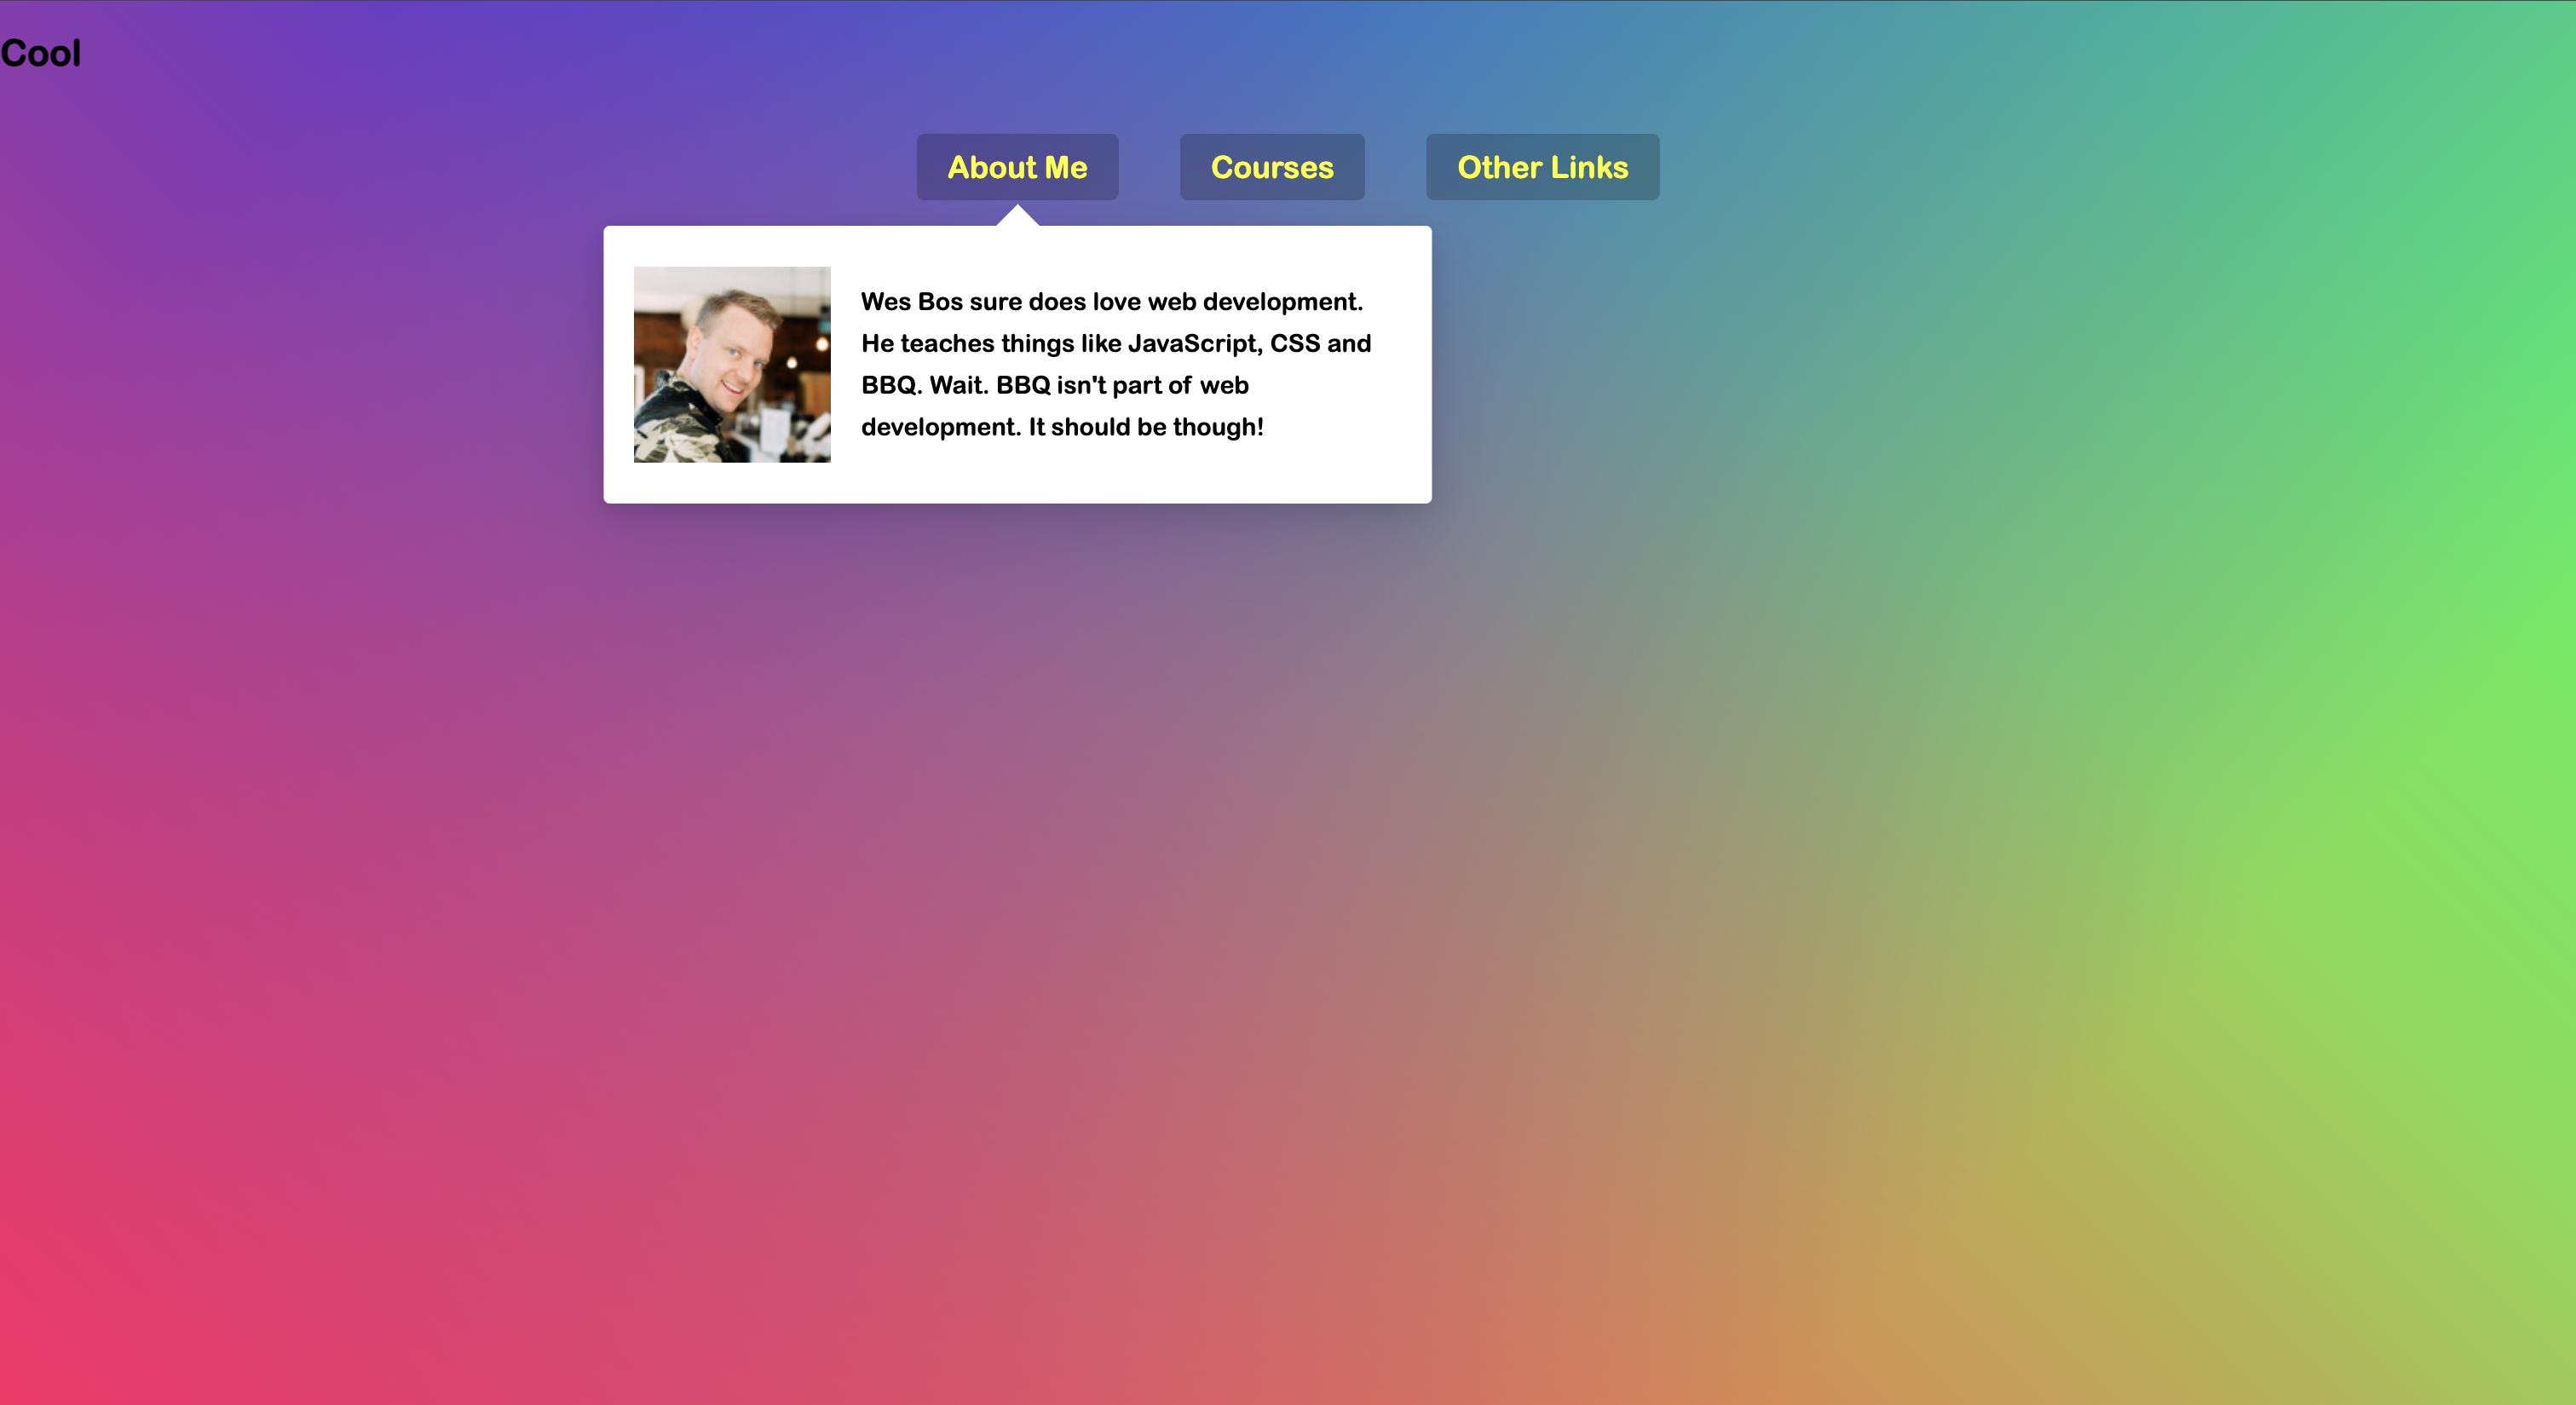 Cool
About Me
Courses
Other Links
Wes Bos sure does love web development.
He teaches things like JavaScript, CSS and
BBQ. Wait. BBQ isn't part of web
development. It should be though!